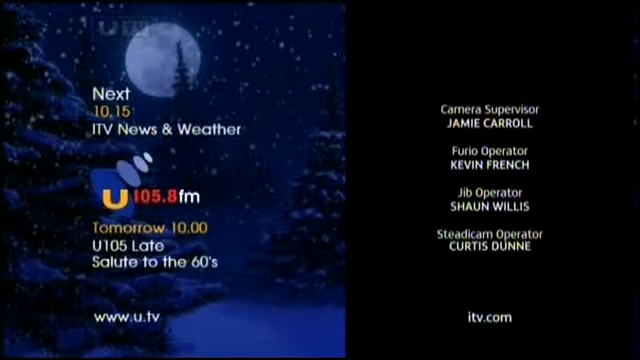 Next
10.15
ITV News & Weather
U 105.8fm
Tomorrow 10.00
U105 Late
Salute to the 60's
www.u.tv
Camera Supervisor
JAMIE CARROLL
Furio Operator
KEVIN FRENCH
Jib Operator
SHAUN WILLIS
Steadicam Operator
CURTIS DUNNE
itv.com